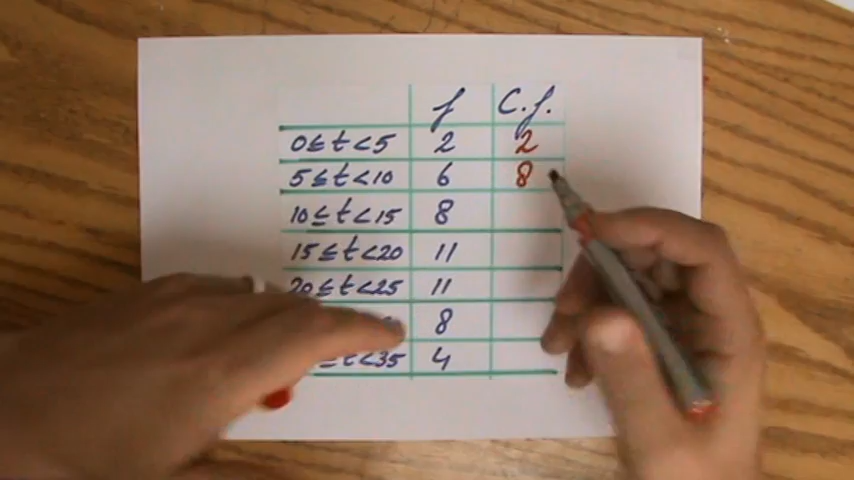 f C.f.
0≤t<5 2 2
5≤t<10 6 8
10≤t<15 8
15≤t<20 11
20≤t<25 11
8
≤t<35 4